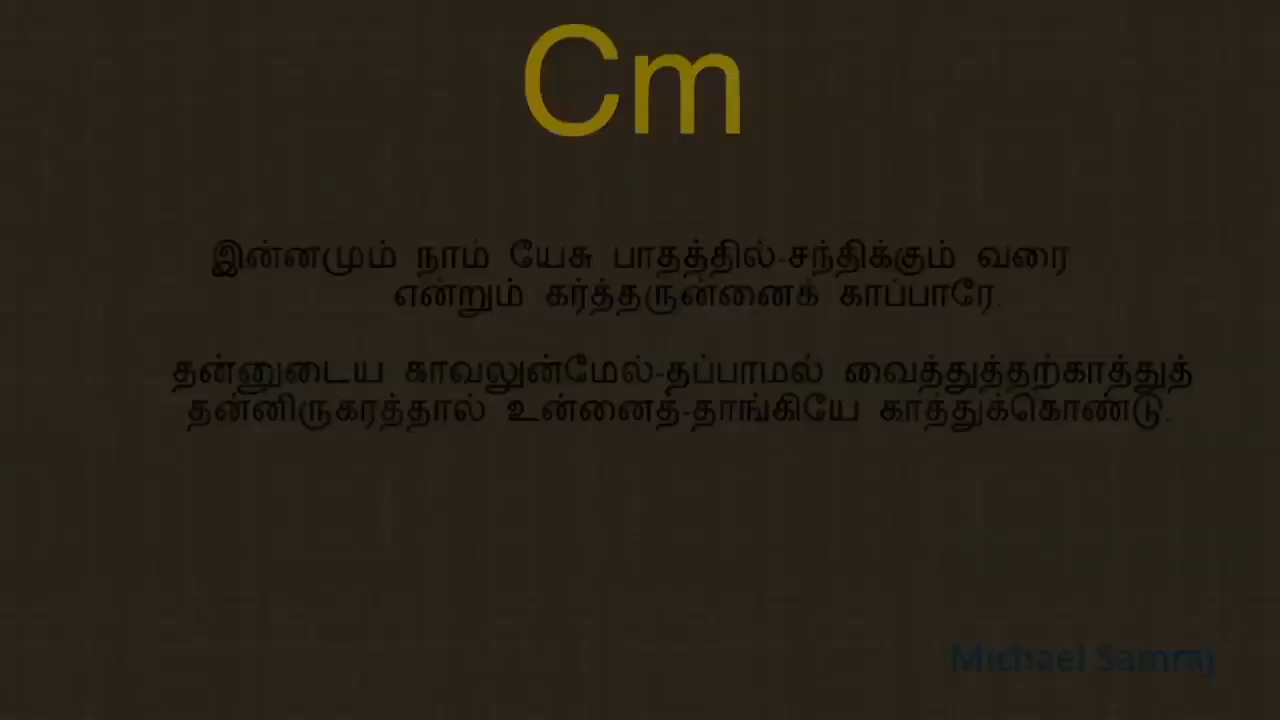 Cm
இன்னமும் நாம் யேசு பாதத்தில்-சந்திக்கும் வரை
என்றும் கர்த்தருன்னைக் காப்பாரே.
தன்னுடைய காவலுன்மேல்-தப்பாமல் வைத்துத்தற்காத்துத்
தன்னிருகரத்தால் உன்னைத்-தாங்கியே காத்துக்கொண்டு.
Michael Samraj